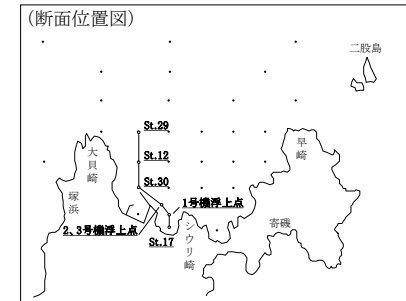 (断面位置図)
二股島
St.29
大貝崎
早崎
St.12
St.30
塚浜
1号機浮上点
シウリ崎
寄磯
2、3号機浮上点
St.17